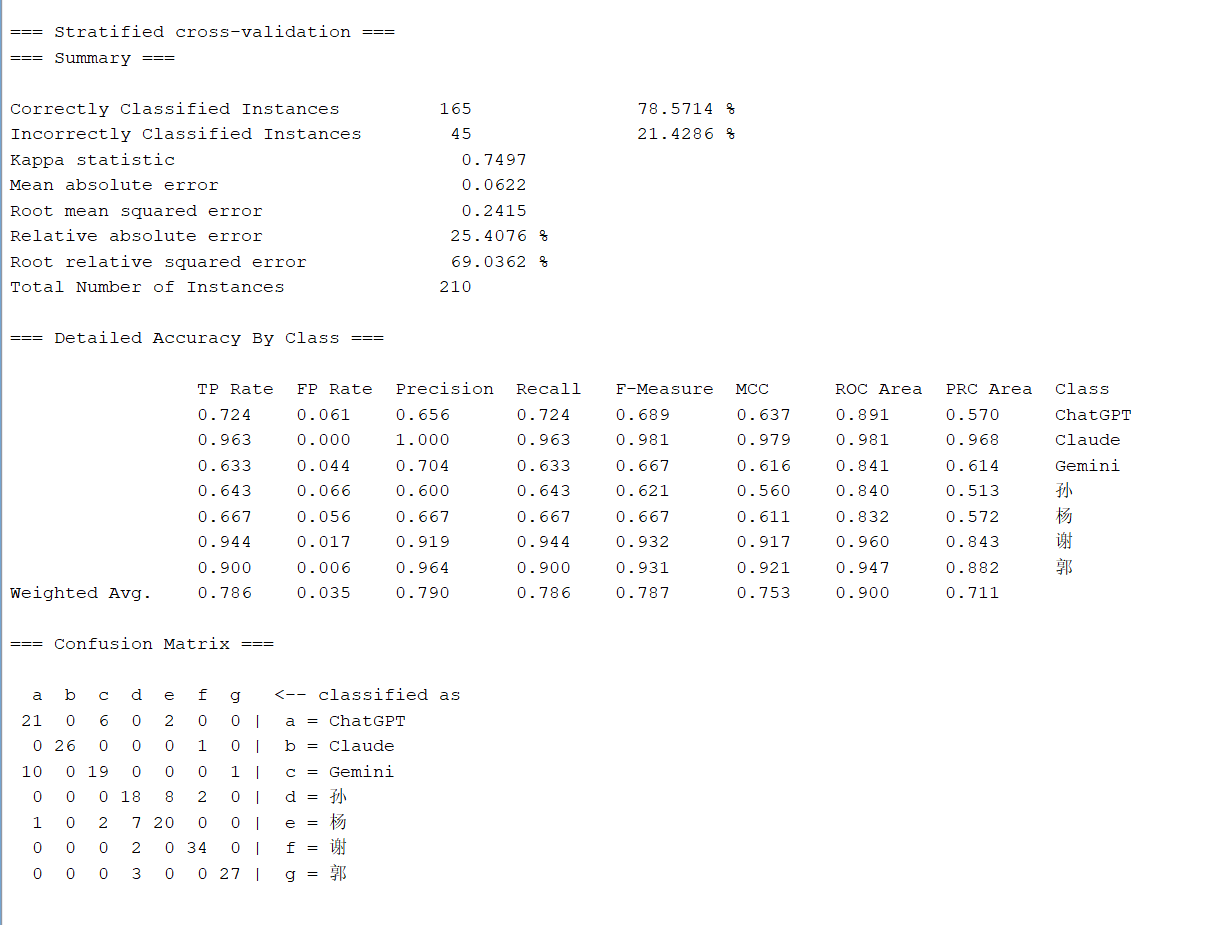 === Stratified cross-validation ===
=== Summary ===
Correctly Classified Instances 165 78.5714 %
Incorrectly Classified Instances 45 21.4286 %
Kappa statistic 0.7497
Mean absolute error 0.0622
Root mean squared error 0.2415
Relative absolute error 25.4076 %
Root relative squared error 69.0362 %
Total Number of Instances 210
=== Detailed Accuracy By Class ===
TP Rate FP Rate Precision Recall F-Measure MCC ROC Area PRC Area Class
0.724 0.061 0.656 0.724 0.689 0.637 0.891 0.570 ChatGPT
0.963 0.000 1.000 0.963 0.981 0.979 0.981 0.968 Claude
0.633 0.044 0.704 0.633 0.667 0.616 0.841 0.614 Gemini
0.643 0.066 0.600 0.643 0.621 0.560 0.840 0.513 孙
0.667 0.056 0.667 0.667 0.667 0.611 0.832 0.572 杨
0.944 0.017 0.919 0.944 0.932 0.917 0.960 0.843 谢
0.900 0.006 0.964 0.900 0.931 0.921 0.947 0.882 郭
Weighted Avg. 0.786 0.035 0.790 0.786 0.787 0.753 0.900 0.711
=== Confusion Matrix ===
a b c d e f g <-- classified as
21 0 6 0 2 0 0 | a = ChatGPT
0 26 0 0 0 1 0 | b = Claude
10 0 19 0 0 0 1 | c = Gemini
0 0 0 18 8 2 0 | d = 孙
1 0 2 7 20 0 0 | e = 杨
0 0 0 2 0 34 0 | f = 谢
0 0 0 3 0 0 27 | g = 郭